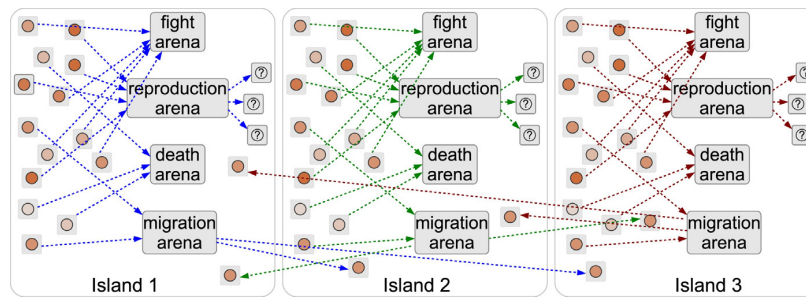 fight
arena
fight
arena
fight
arena
?
?
?
reproduction
arena
?
reproduction
arena
?
reproduction
arena
?
?
?
?
death
arena
death
arena
death
arena
migration
arena
migration
arena
migration
arena
Island 1
Island 2
Island 3